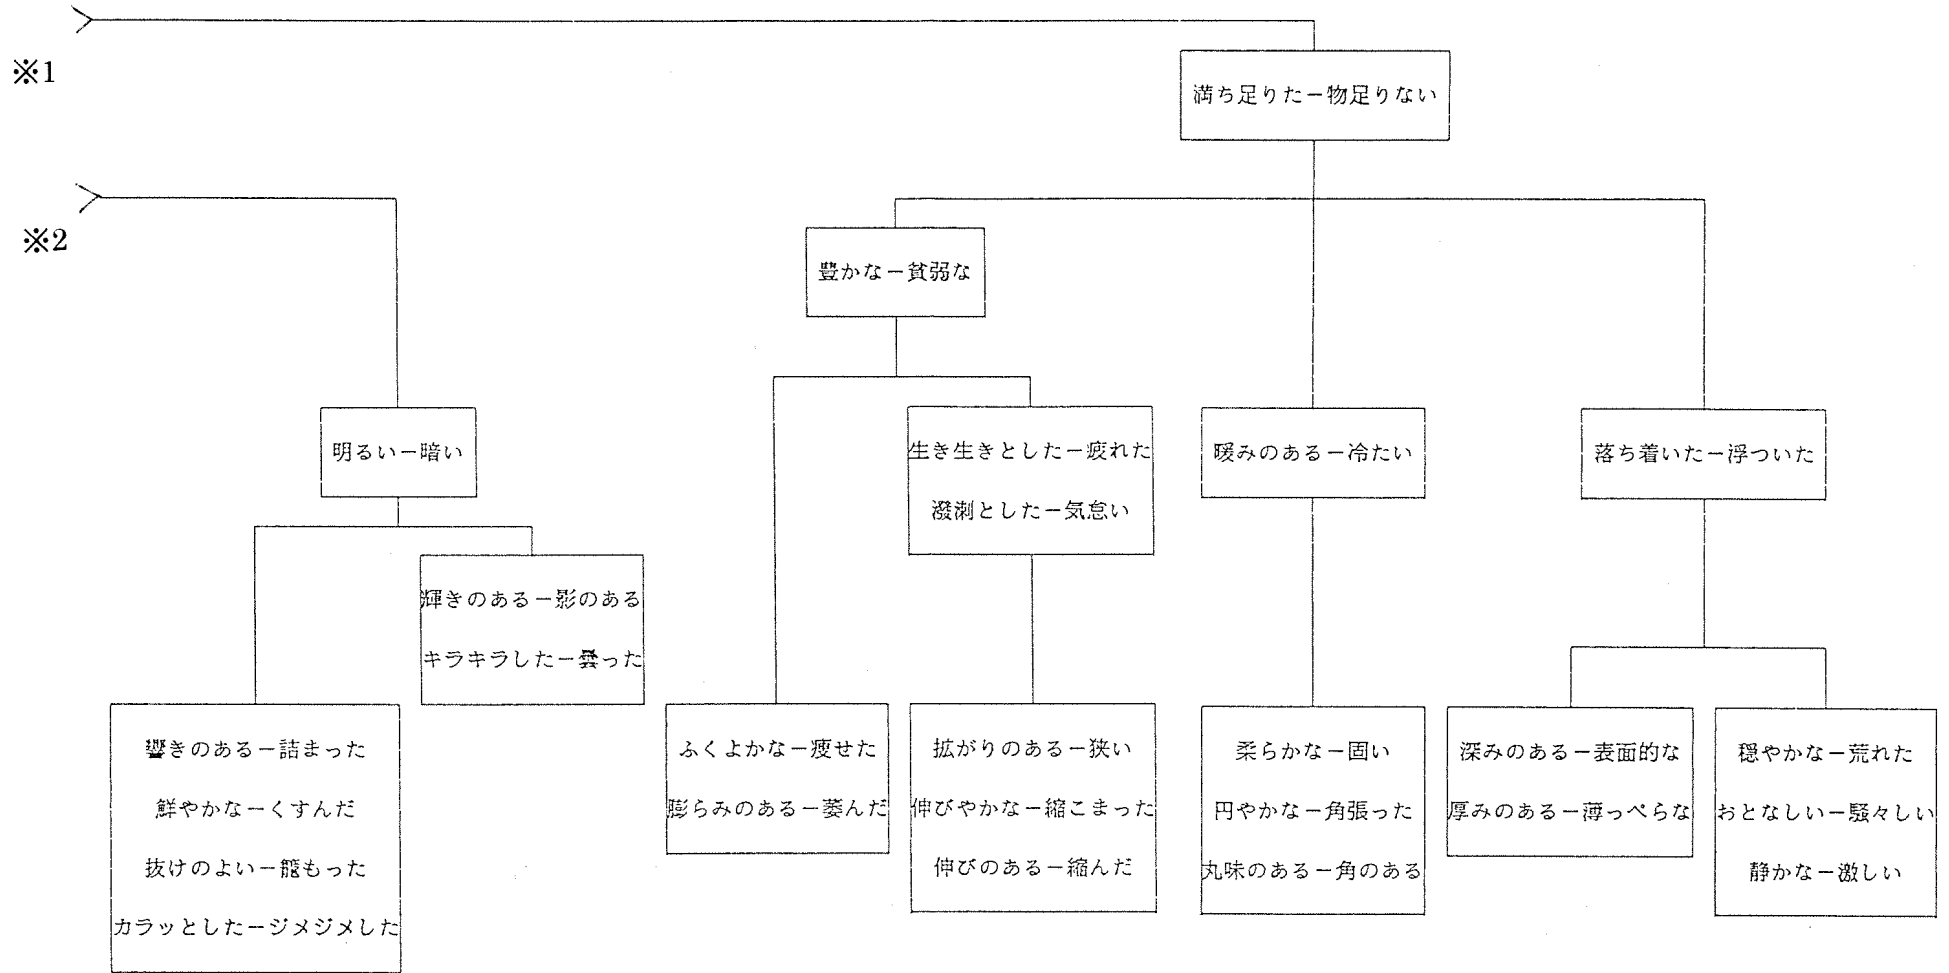 ※1
満ち足りたー物足りない
※2
豊かなー貧弱な
明るいー暗い
生き生きとしたー疲れた
溌溂としたー気怠い
暖みのあるー冷たい
落ち着いたー浮ついた
輝きのあるー影のある
キラキラしたー曇った
響きのあるー詰まった
鮮やかなーくすんだ
抜けのよいー籠もった
カラッとしたージメジメした
ふくよかなー痩せた
膨らみのあるー萎んだ
拡がりのあるー狭い
伸びやかなー縮こまった
伸びのあるー縮んだ
柔らかなー固い
円やかなー角張った
丸味のあるー角のある
深みのあるー表面的な
厚みのあるー薄っぺらな
穏やかなー荒れた
おとなしいー騒々しい
静かなー激しい